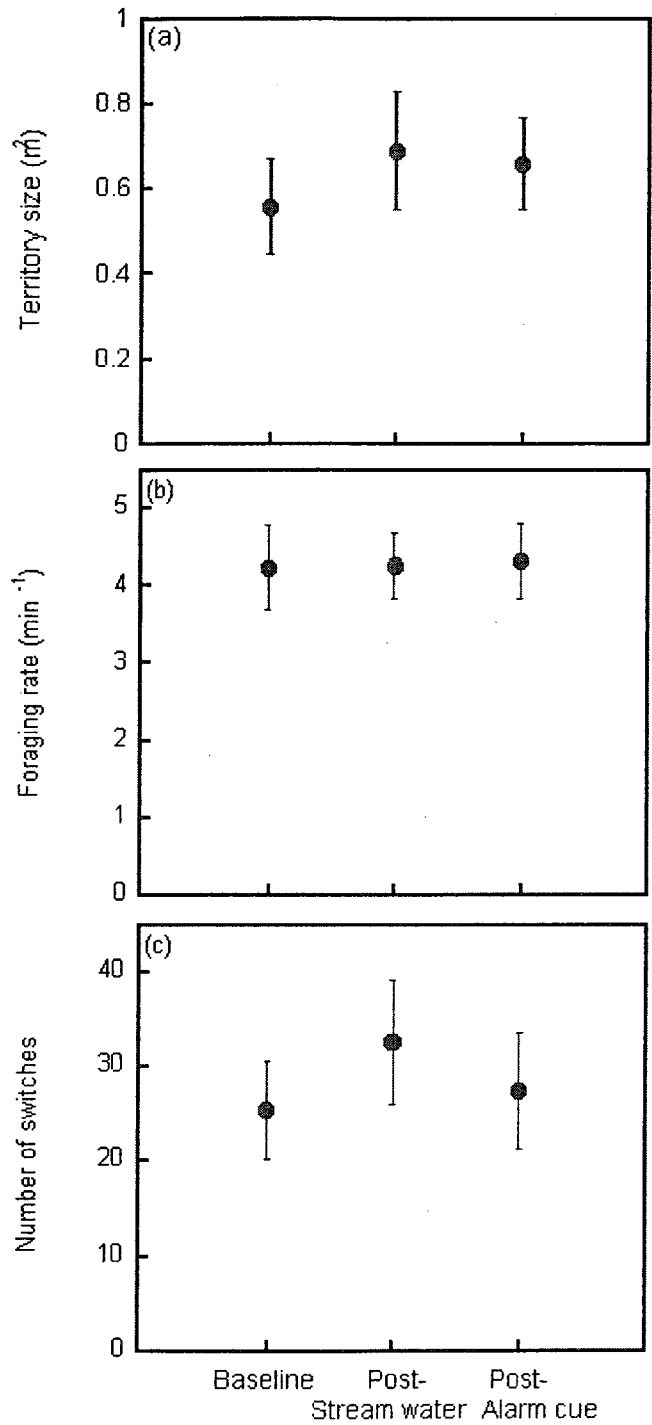 (a)
1
0.8
0.6
0.4
0.2
0
Territory size (m²)
(b)
5
4
3
2
1
0
Foraging rate (min ⁻¹)
(c)
40
30
20
10
0
Number of switches
Baseline Post- Post-
Stream water Alarm cue